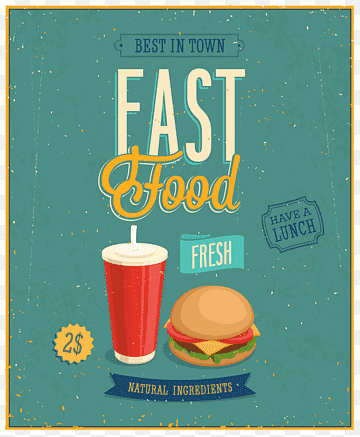 BEST IN TOWN
FAST
Food
HAVE A
LUNCH
FRESH
2$
NATURAL INGREDIENTS